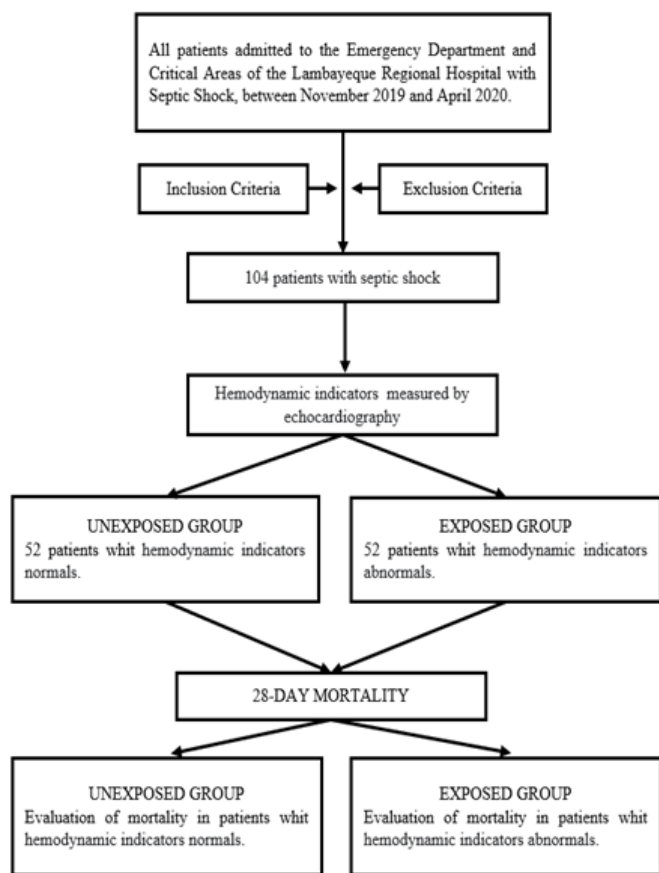 All patients admitted to the Emergency Department and
Critical Areas of the Lambayeque Regional Hospital with
Septic Shock, between November 2019 and April 2020.
Inclusion Criteria
Exclusion Criteria
104 patients with septic shock
Hemodynamic indicators measured by
echocardiography
UNEXPOSED GROUP
52 patients whit hemodynamic indicators
normals.
EXPOSED GROUP
52 patients whit hemodynamic indicators
abnormals.
28-DAY MORTALITY
UNEXPOSED GROUP
Evaluation of mortality in patients whit
hemodynamic indicators normals.
EXPOSED GROUP
Evaluation of mortality in patients whit
hemodynamic indicators abnormals.